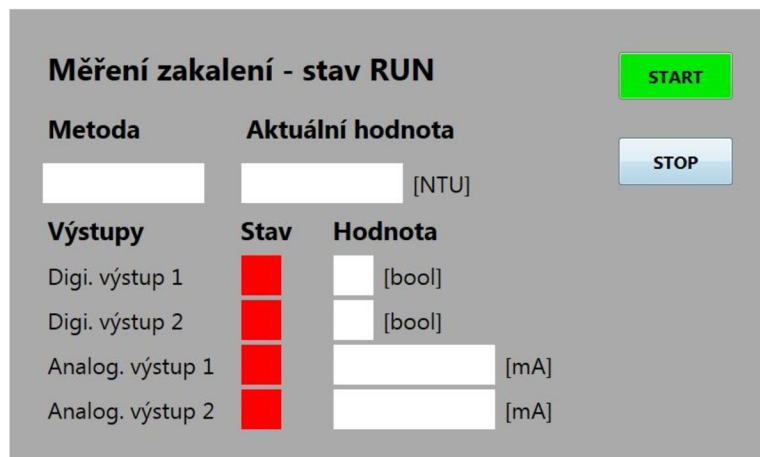 Měření zakalení - stav RUN
START
Metoda Aktuální hodnota
STOP
[NTU]
Výstupy Stav Hodnota
Digi. výstup 1 [bool]
Digi. výstup 2 [bool]
Analog. výstup 1 [mA]
Analog. výstup 2 [mA]